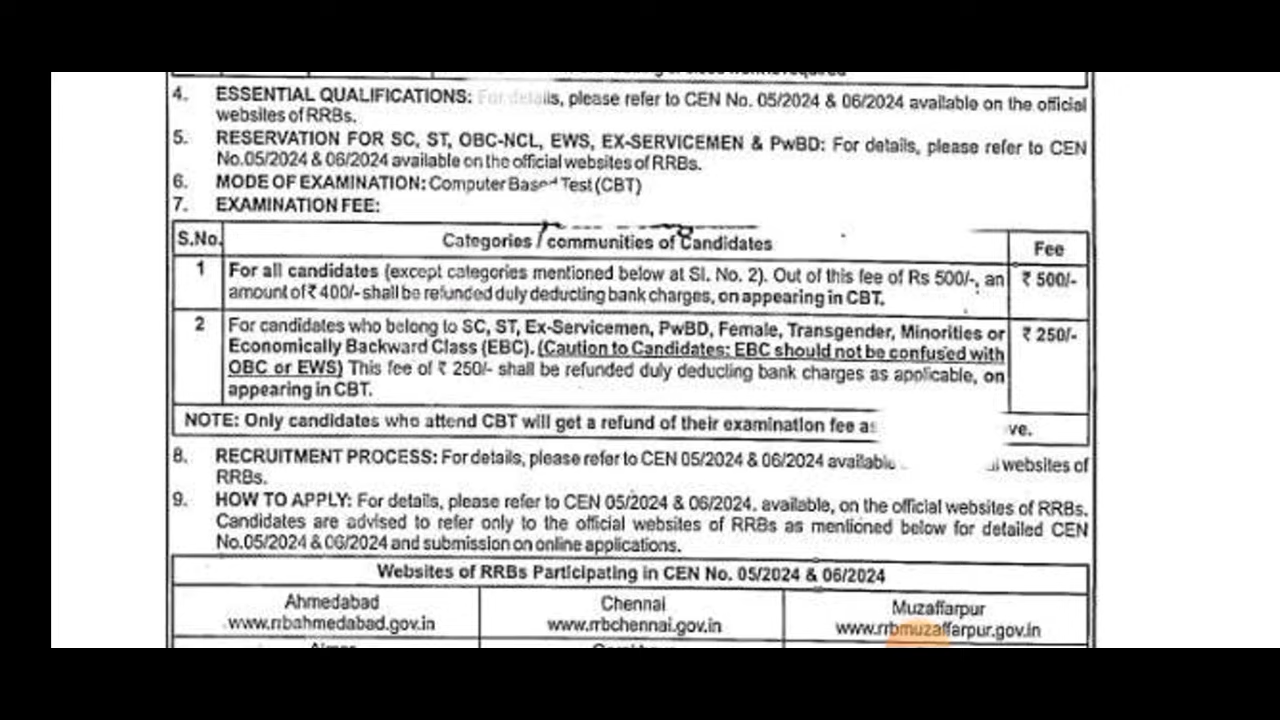 4. ESSENTIAL QUALIFICATIONS: For details, please refer to CEN No. 05/2024 & 06/2024 available on the official
websites of RRBs.
5. RESERVATION FOR SC, ST, OBC-NCL, EWS, EX-SERVICEMEN & PwBD: For details, please refer to CEN
No.05/2024 & 06/2024 available on the official websites of RRBs.
6. MODE OF EXAMINATION: Computer Based Test (CBT)
7. EXAMINATION FEE:
S.No. Categories / communities of Candidates Fee
1 For all candidates (except categories mentioned below at Sl. No. 2). Out of this fee of Rs 500/-, an ₹ 500/-
amount of ₹ 400/- shall be refunded duly deducting bank charges, on appearing in CBT.
2 For candidates who belong to SC, ST, Ex-Servicemen, PwBD, Female, Transgender, Minorities or ₹ 250/-
Economically Backward Class (EBC). (Caution to Candidates: EBC should not be confused with
OBC or EWS) This fee of ₹ 250/- shall be refunded duly deducting bank charges as applicable, on
appearing in CBT.
NOTE: Only candidates who attend CBT will get a refund of their examination fee as
8. RECRUITMENT PROCESS: For details, please refer to CEN 05/2024 & 06/2024 available websites of
RRBs.
9. HOW TO APPLY: For details, please refer to CEN 05/2024 & 06/2024, available, on the official websites of RRBs.
Candidates are advised to refer only to the official websites of RRBs as mentioned below for detailed CEN
No.05/2024 & 06/2024 and submission on online applications.
Websites of RRBs Participating in CEN No. 05/2024 & 06/2024
Ahmedabad Chennai Muzaffarpur
www.rrbahmedabad.gov.in www.rrbchennai.gov.in www.rrbmuzaffarpur.gov.in